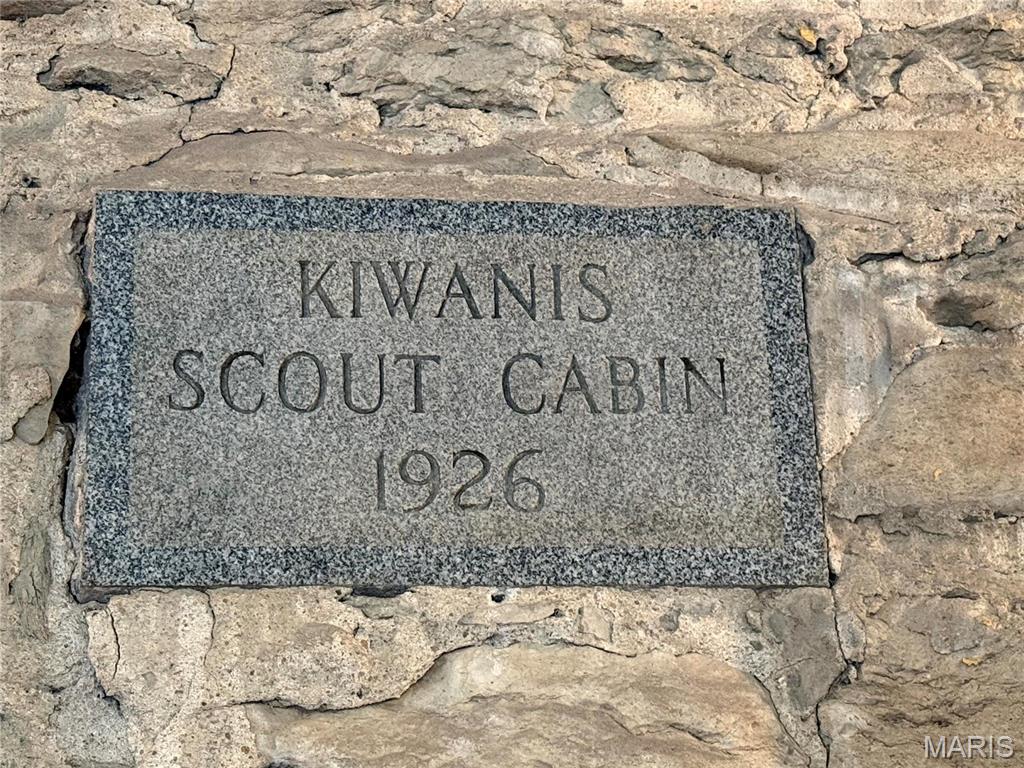 KIWANIS
SCOUT CABIN
1926
MARIS